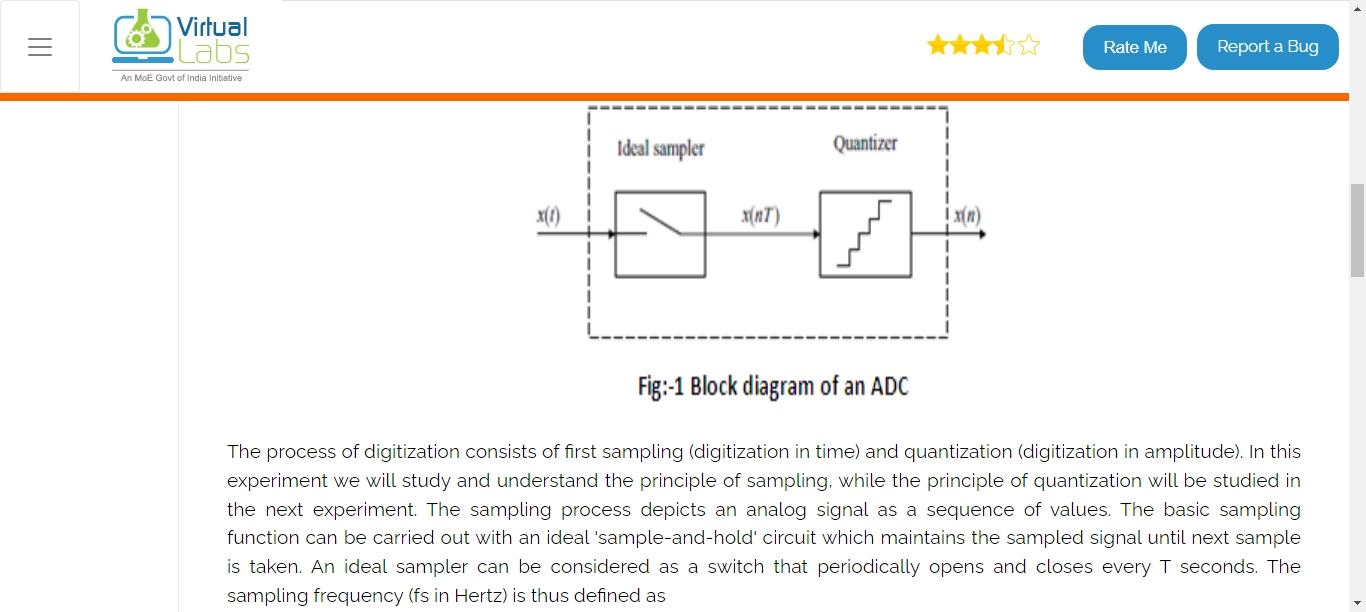 Virtual
Labs
An MoE Govt of India Initiative
Rate Me
Report a Bug
Ideal sampler
Quantizer
x(t)
x(nT)
x(n)
Fig:-1 Block diagram of an ADC
The process of digitization consists of first sampling (digitization in time) and quantization (digitization in amplitude). In this
experiment we will study and understand the principle of sampling, while the principle of quantization will be studied in
the next experiment. The sampling process depicts an analog signal as a sequence of values. The basic sampling
function can be carried out with an ideal 'sample-and-hold' circuit which maintains the sampled signal until next sample
is taken. An ideal sampler can be considered as a switch that periodically opens and closes every T seconds. The
sampling frequency (fs in Hertz) is thus defined as